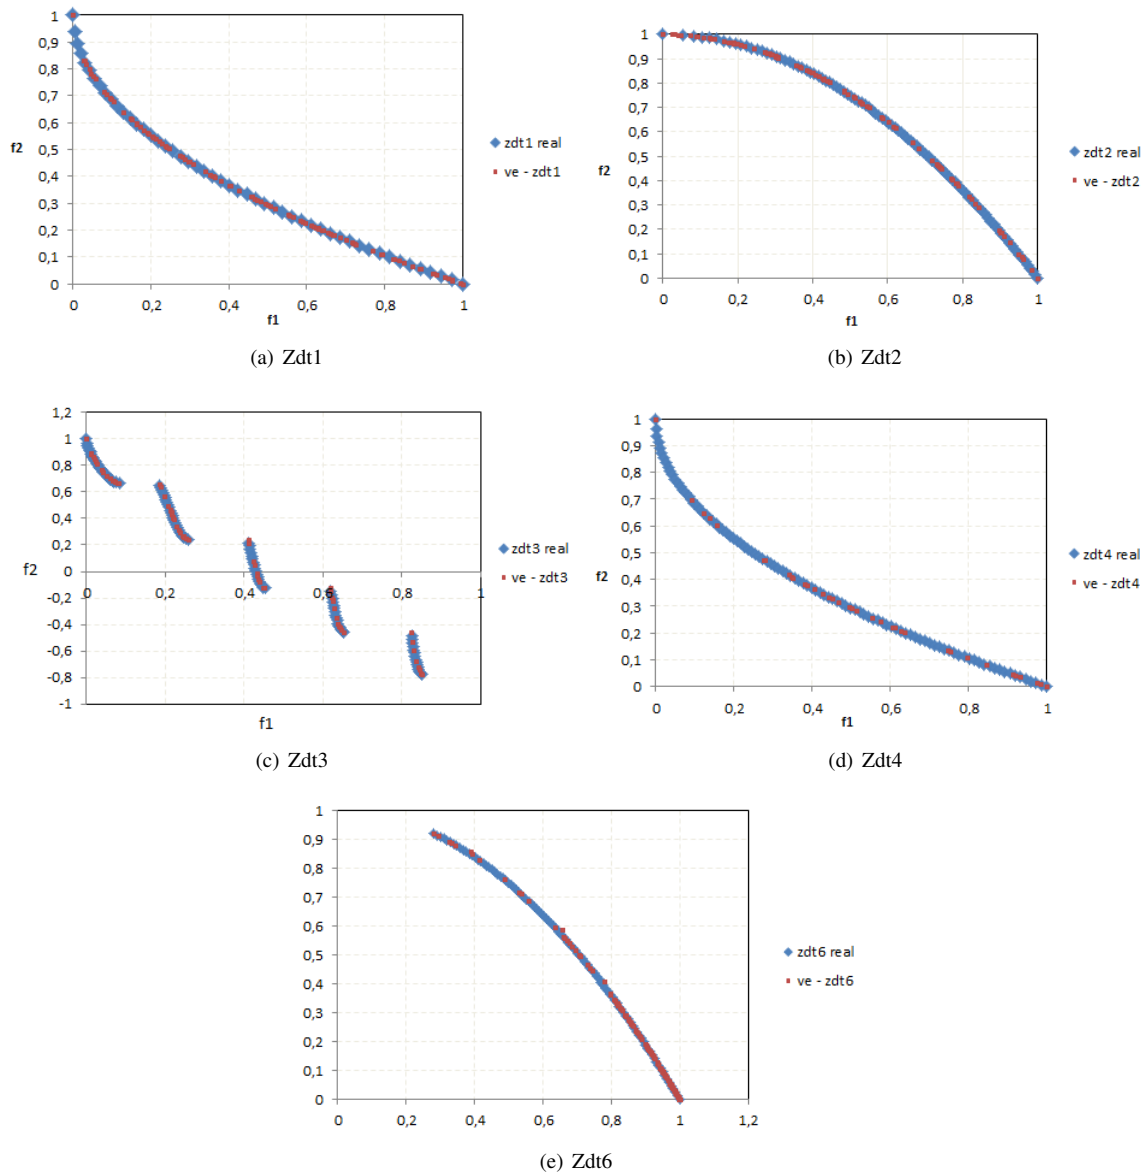 1
0,9
0,8
0,7
0,6
0,5
0,4
0,3
0,2
0,1
0
f2
0 0,2 0,4 0,6 0,8 1
f1
zdt1 real
ve - zdt1
(a) Zdt1
1
0,9
0,8
0,7
0,6
0,5
0,4
0,3
0,2
0,1
0
f2
0 0,2 0,4 0,6 0,8 1
f1
zdt2 real
ve - zdt2
(b) Zdt2
1,2
1
0,8
0,6
0,4
0,2
0
-0,2
-0,4
-0,6
-0,8
-1
f2
0 0,2 0,4 0,6 0,8 1
f1
zdt3 real
ve - zdt3
(c) Zdt3
1
0,9
0,8
0,7
0,6
0,5
0,4
0,3
0,2
0,1
0
f2
0 0,2 0,4 0,6 0,8 1
f1
zdt4 real
ve - zdt4
(d) Zdt4
1
0,9
0,8
0,7
0,6
0,5
0,4
0,3
0,2
0,1
0
0 0,2 0,4 0,6 0,8 1 1,2
zdt6 real
ve - zdt6
(e) Zdt6